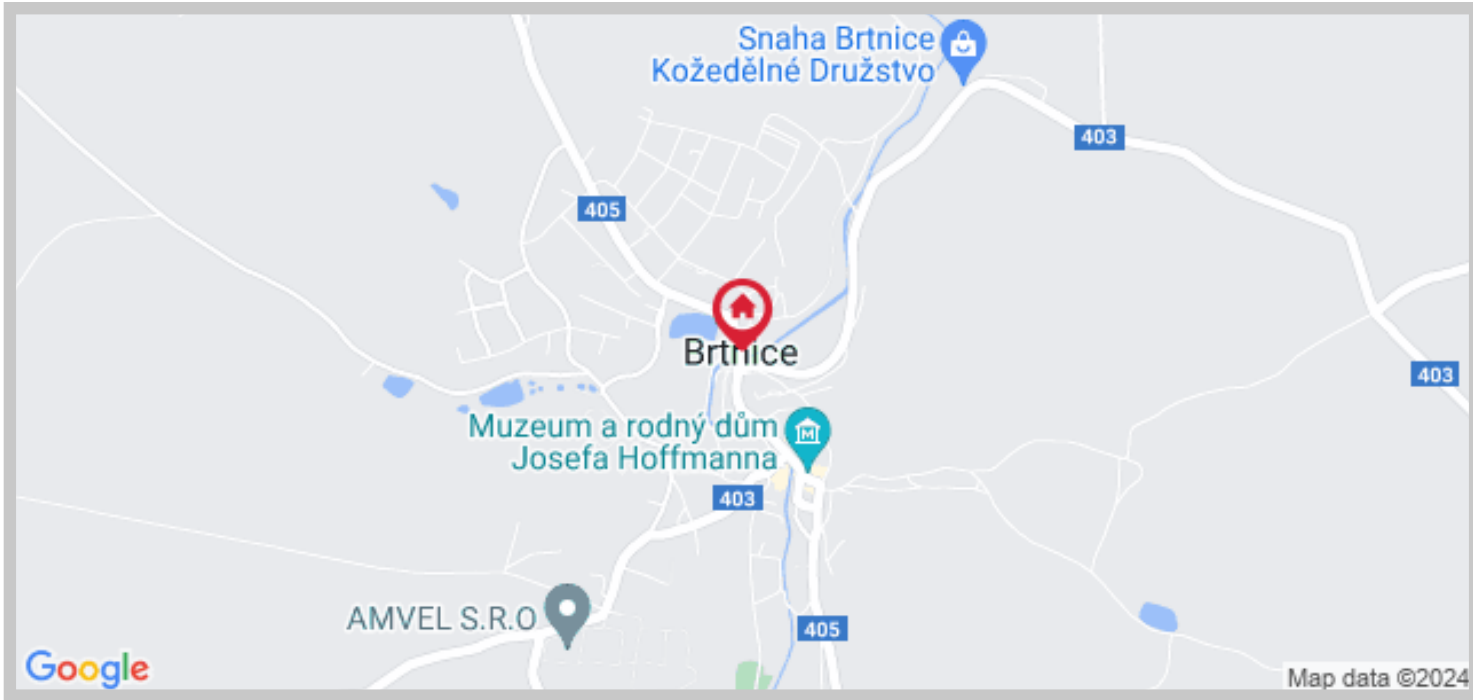 Snaha Brtnice
Kožedělné Družstvo
403
405
Brtnice
403
Muzeum a rodný dům
Josefa Hoffmanna
403
AMVEL S.R.O
405
Google
Map data ©2024